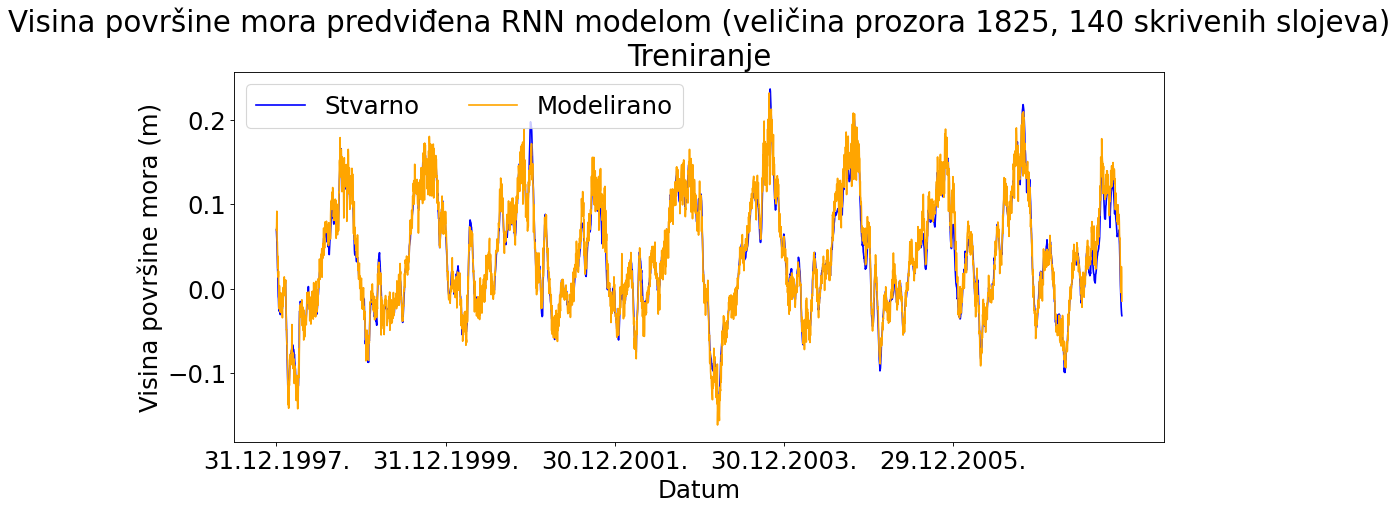 Visina površine mora predviđena RNN modelom (veličina prozora 1825, 140 skrivenih slojeva)
Treniranje
Stvarno
Modelirano
Visina površine mora (m)
0.2
0.1
0.0
−0.1
31.12.1997.
31.12.1999.
30.12.2001.
30.12.2003.
29.12.2005.
Datum